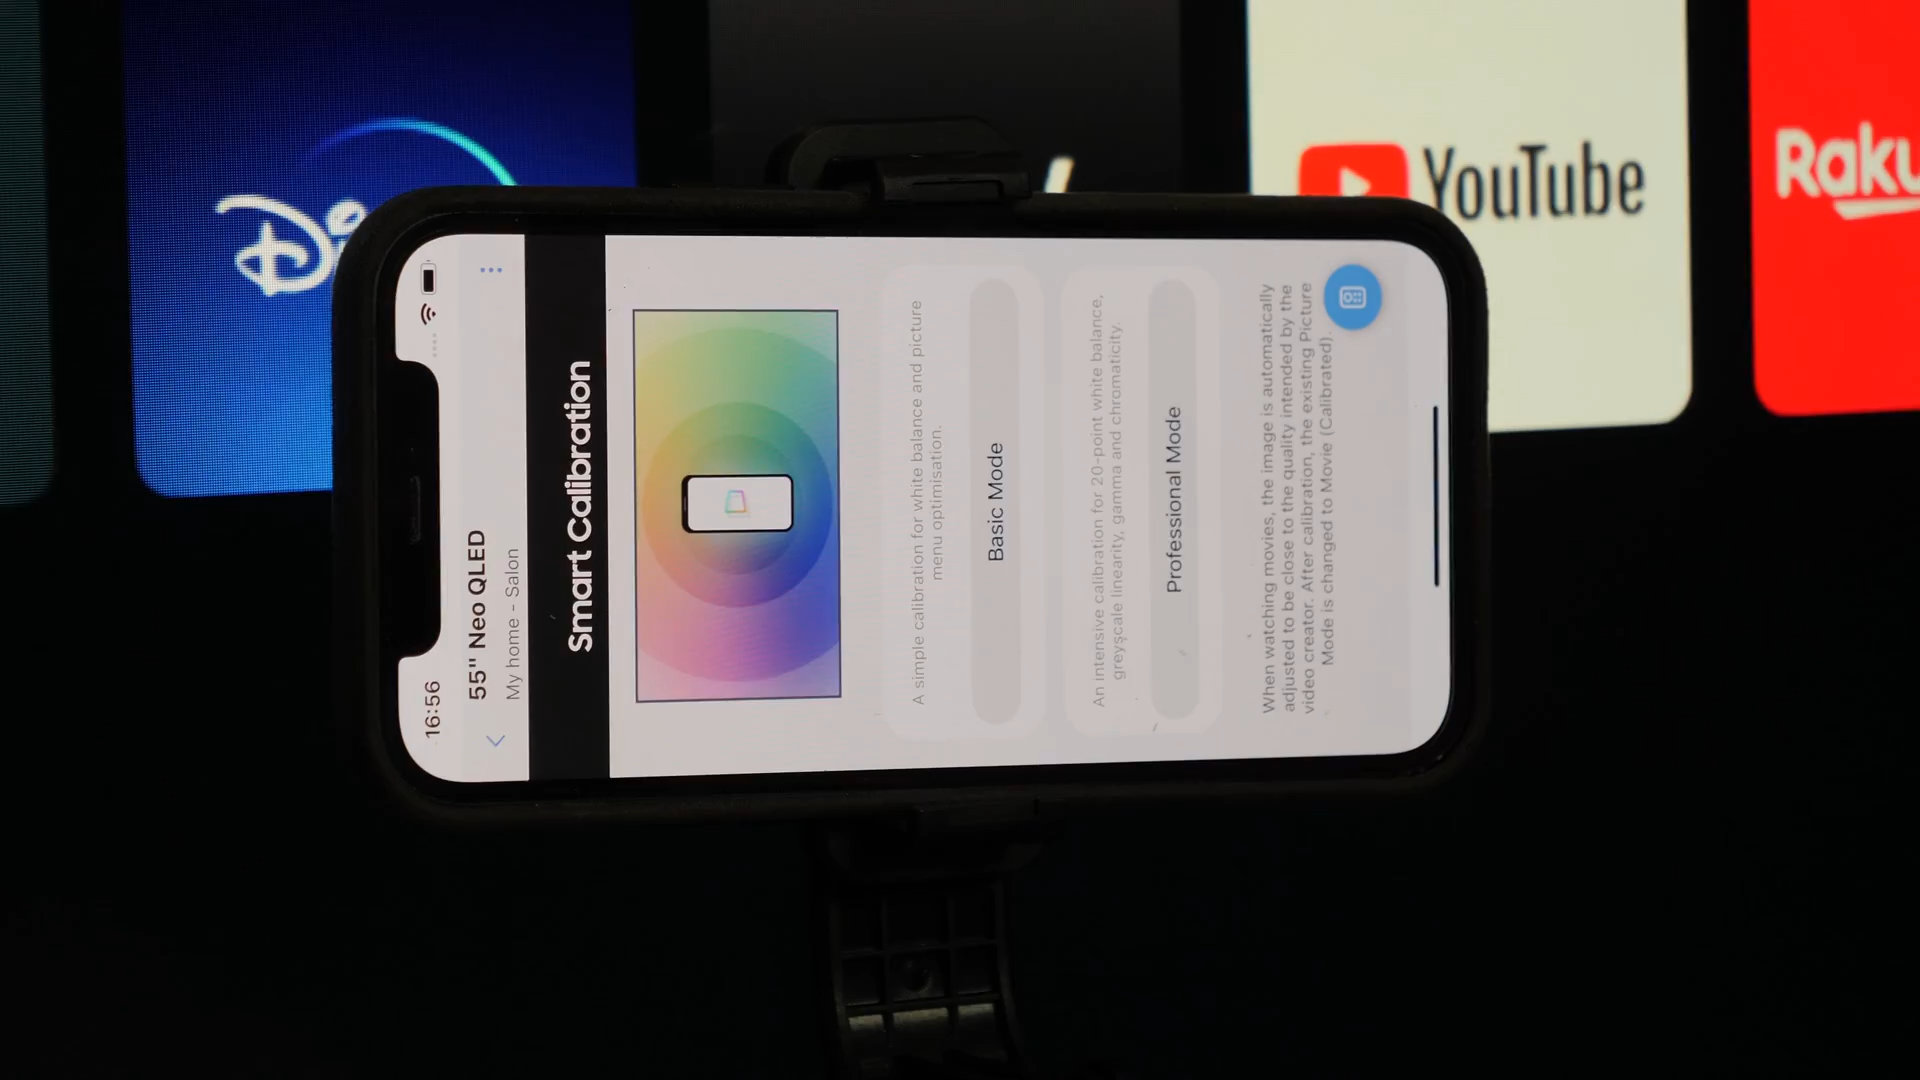 Dis
YouTube
Raku
16:56
55" Neo QLED
My home - Salon
Smart Calibration
A simple calibration for white balance and picture
menu optimisation.
Basic Mode
An intensive calibration for 20-point white balance,
greyscale linearity, gamma and chromaticity.
Professional Mode
When watching movies, the image is automatically
adjusted to be close to the quality intended by the
video creator. After calibration, the existing Picture
Mode is changed to Movie (Calibrated).